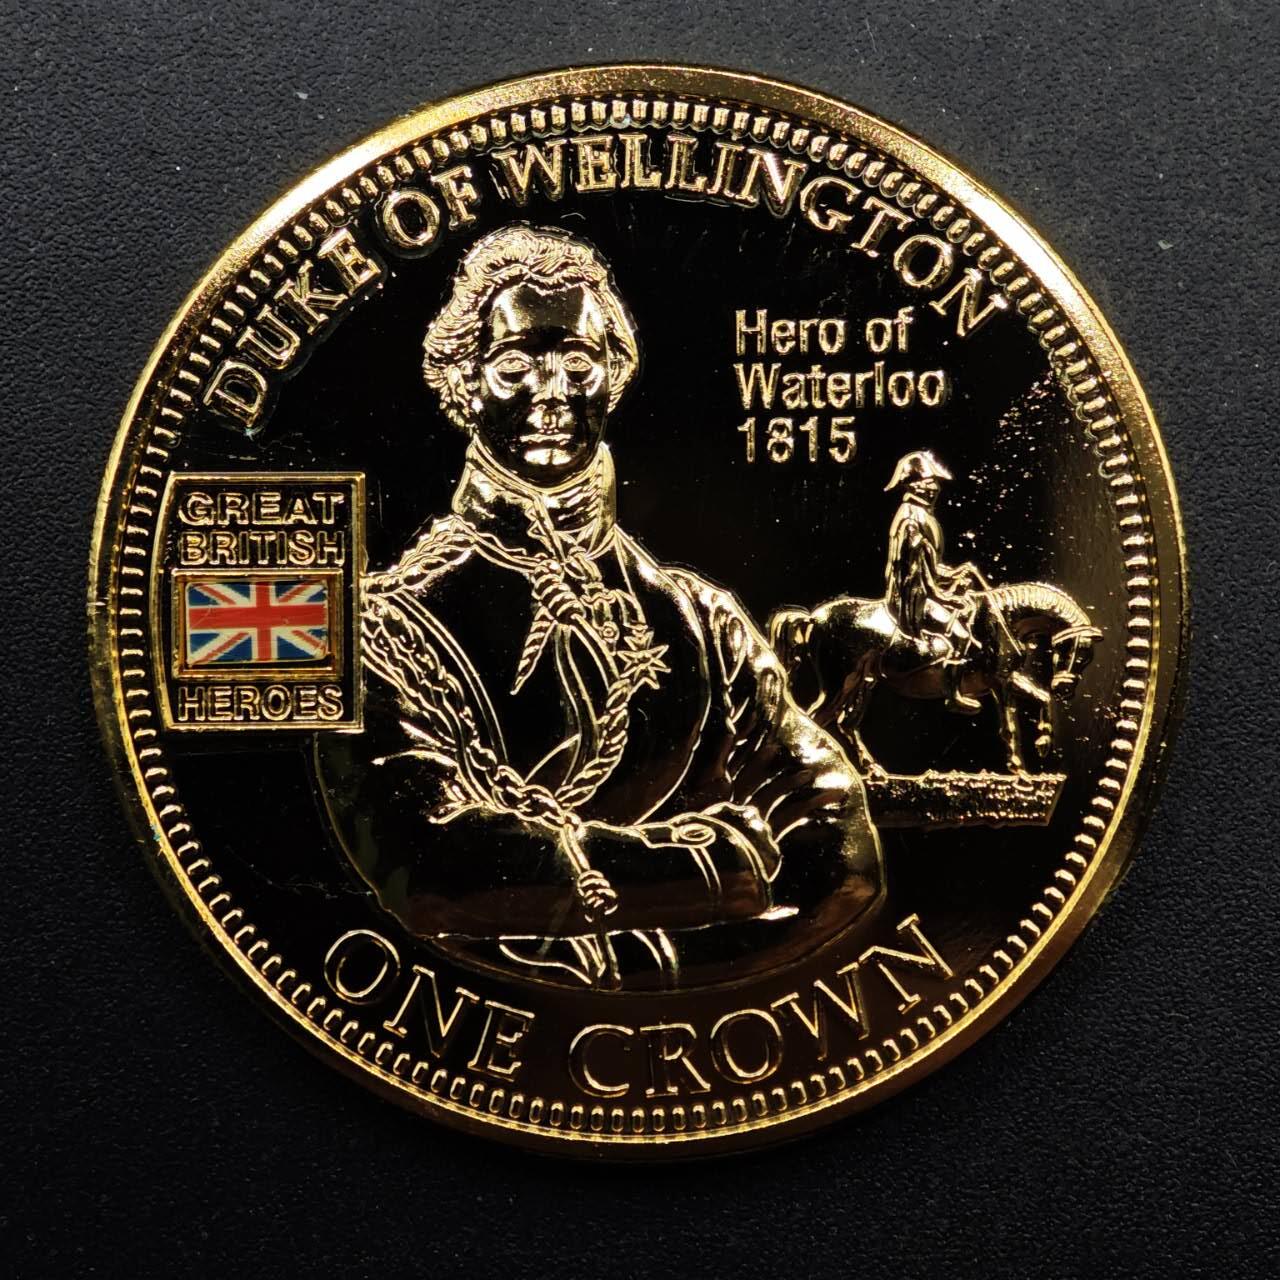 DUKE OF WELLINGTON
Hero of
Waterloo
1815
GREAT
BRITISH
HEROES
ONE CROWN